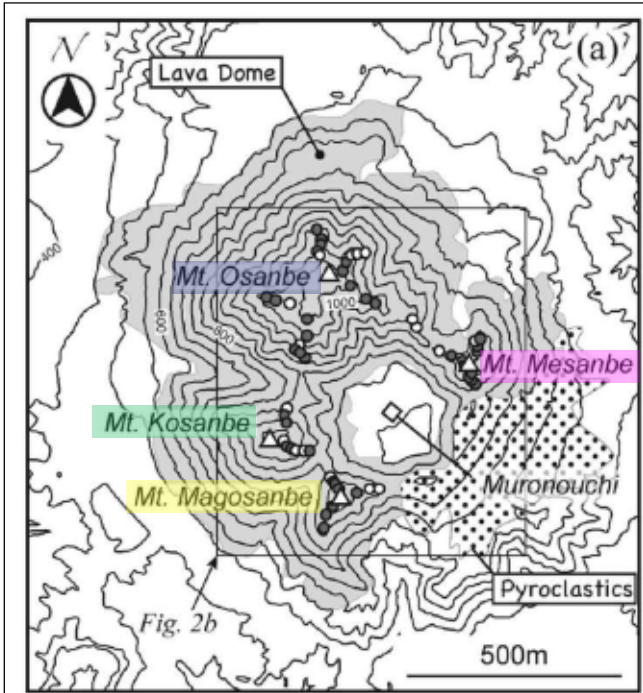 N
(a)
Lava Dome
400
Mt. Osanbe
1000
600
800
Mt. Mesanbe
Mt. Kosanbe
Mt. Magosanbe
Muronouchi
Pyroclastics
Fig. 2b
500m